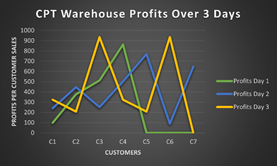 CPT Warehouse Profits Over 3 Days
PROFITS PER CUSTOMER SALES
1000
900
800
700
600
500
400
300
200
100
0
C1 C2 C3 C4 C5 C6 C7
CUSTOMERS
Profits Day 1
Profits Day 2
Profits Day 3